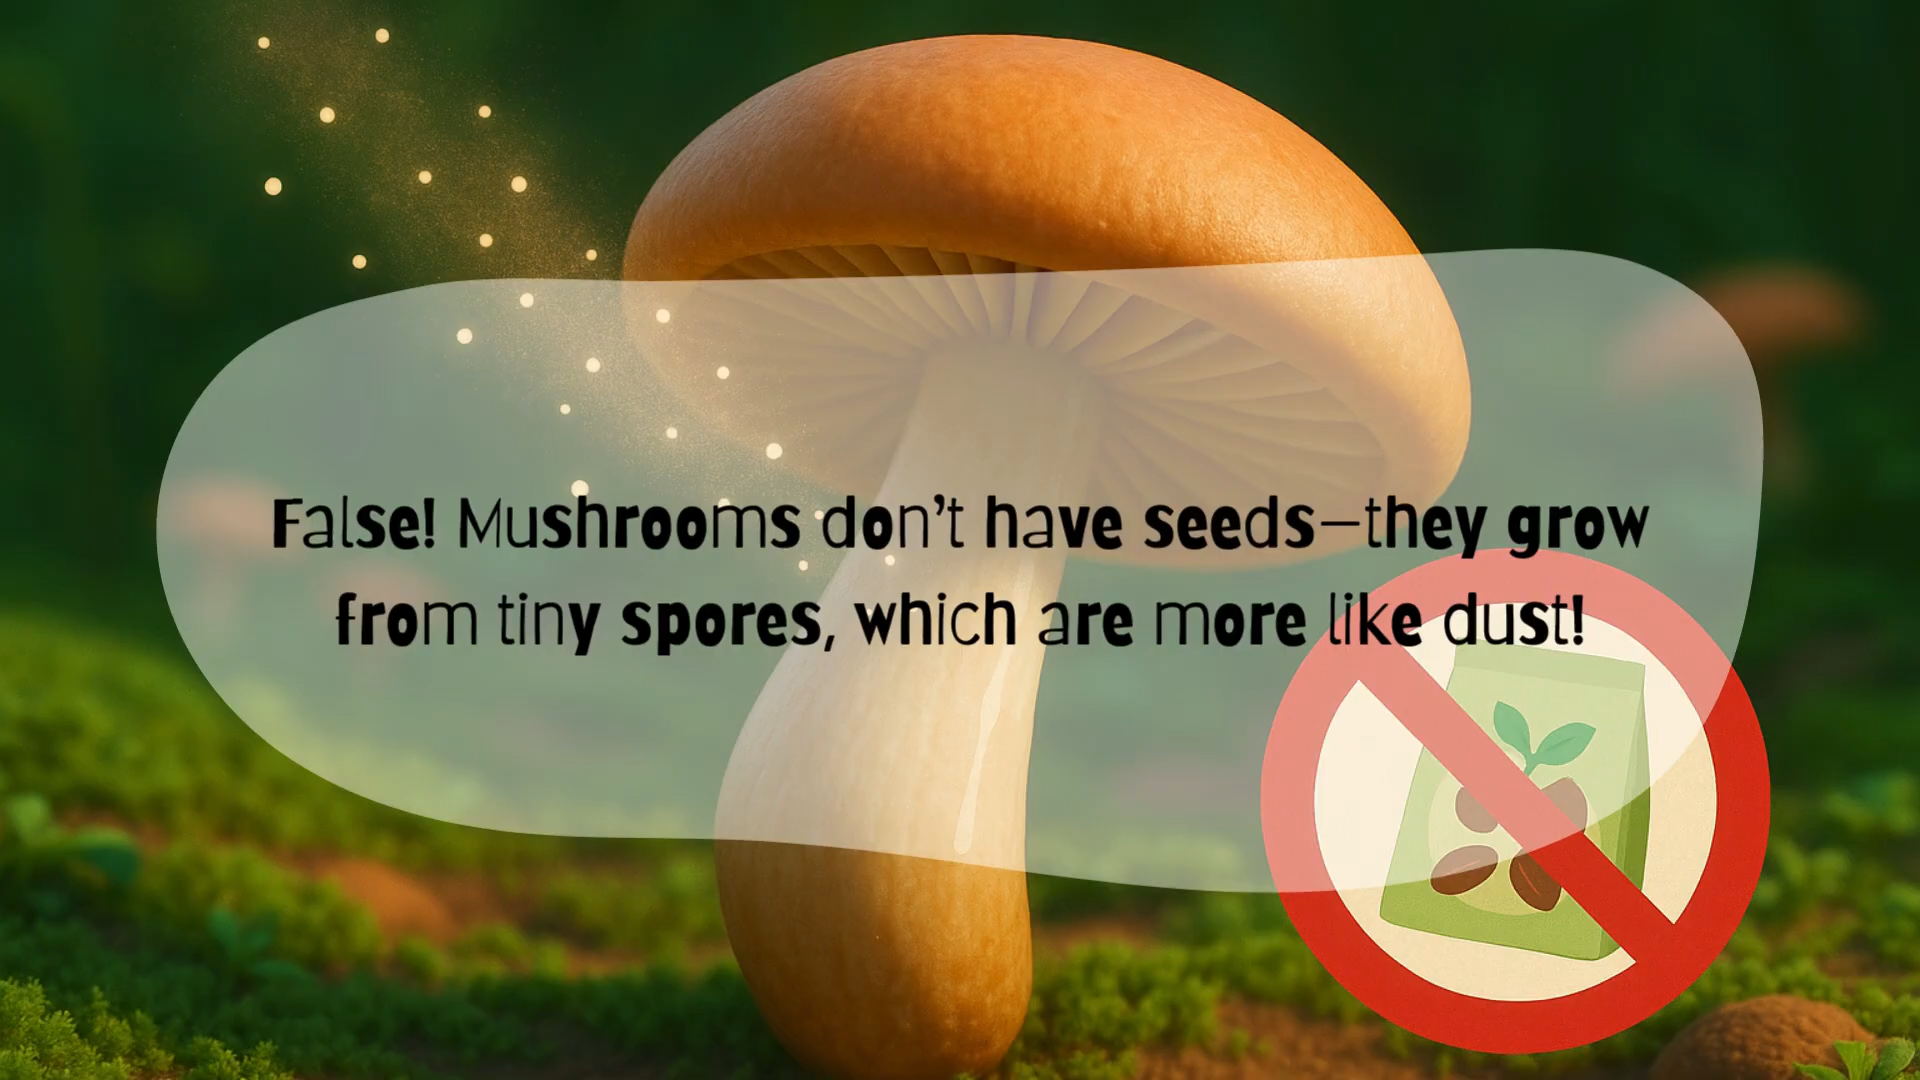 False! Mushrooms don’t have seeds—they grow
from tiny spores, which are more like dust!